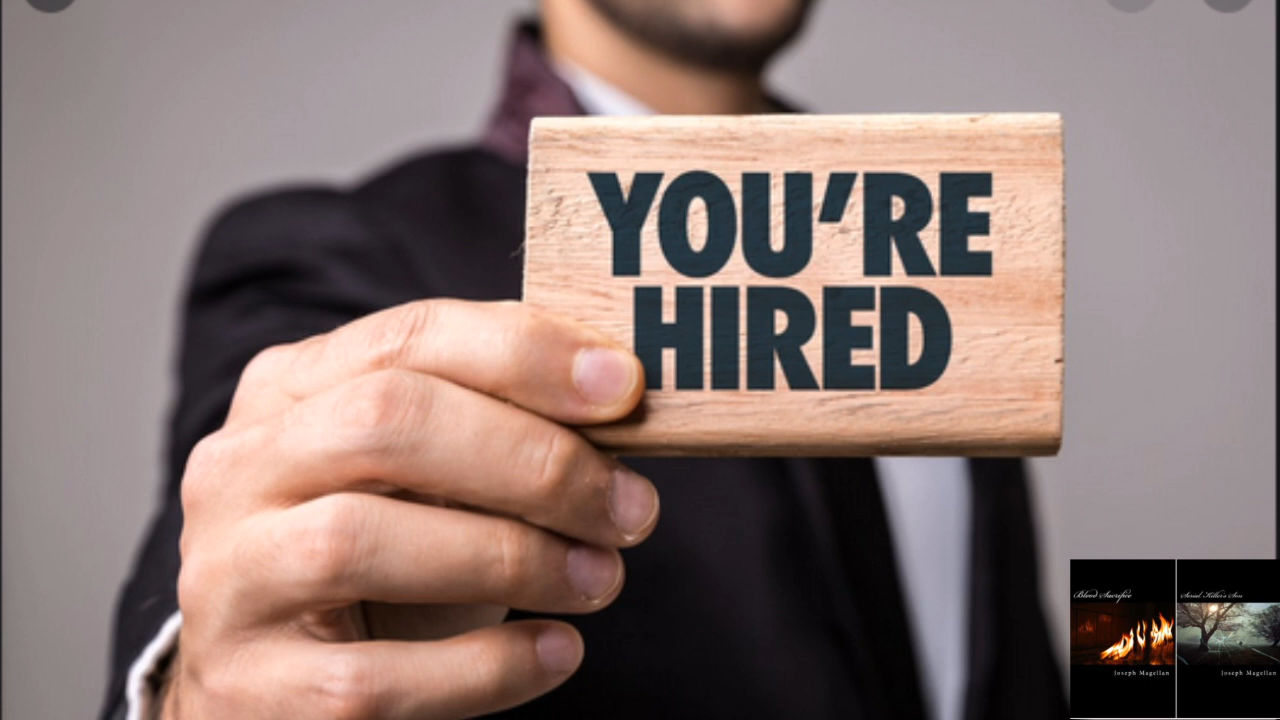 YOU'RE
HIRED
Blood Sacrifice
Serial Killer's Son
Joseph Magellan
Joseph Magellan